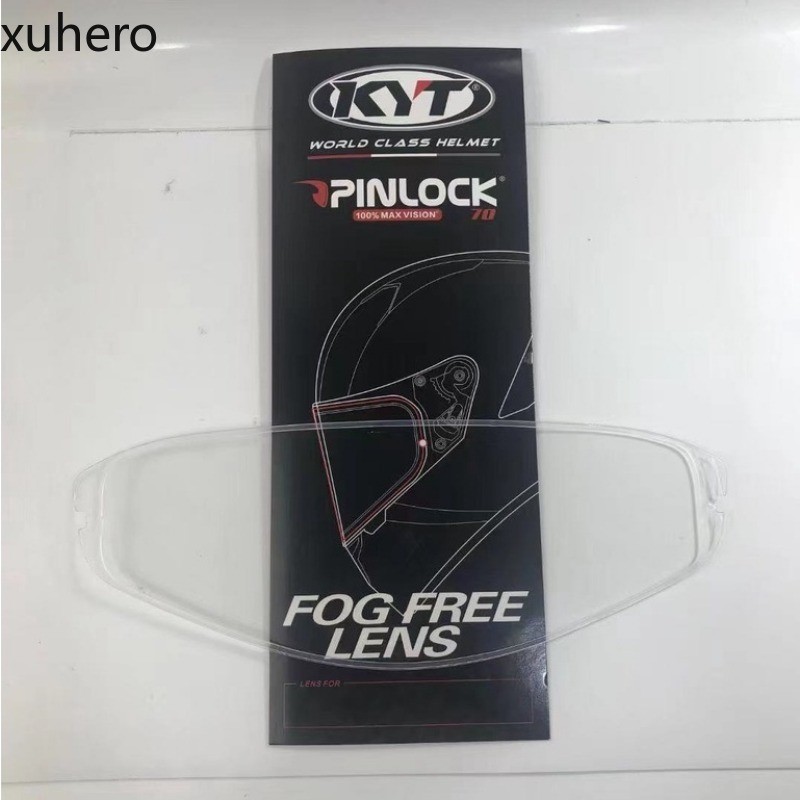 xuhero
KYT®
WORLD CLASS HELMET
PINLOCK®
100% MAX VISION® 70
FOG FREE
LENS
LENS FOR